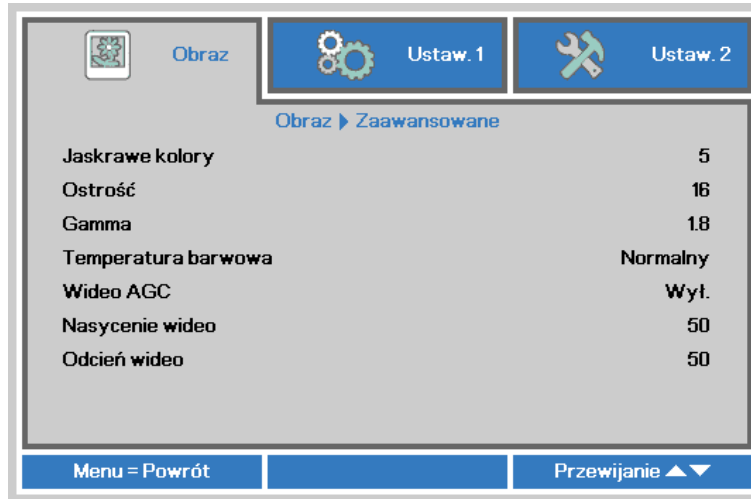 Obraz Ustaw. 1 Ustaw. 2
Obraz Zaawansowane
Jaskrawe kolory 5
Ostrość 16
Gamma 1.8
Temperatura barwowa Normalny
Wideo AGC Wył.
Nasycenie wideo 50
Odcień wideo 50
Menu = Powrót Przewijanie